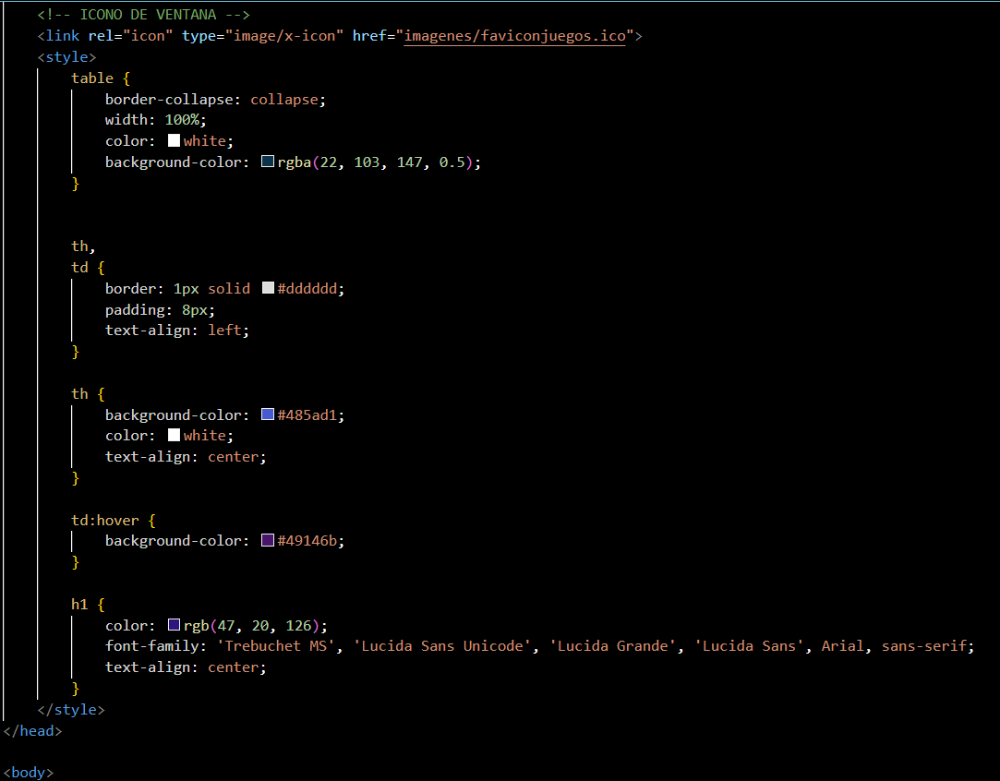 <!-- ICONO DE VENTANA -->
<link rel="icon" type="image/x-icon" href="imagenes/faviconjuegos.ico">
<style>
table {
border-collapse: collapse;
width: 100%;
color: white;
background-color: rgba(22, 103, 147, 0.5);
}
th,
td {
border: 1px solid #dddddd;
padding: 8px;
text-align: left;
}
th {
background-color: #485ad1;
color: white;
text-align: center;
}
td:hover {
background-color: #49146b;
}
h1 {
color: rgb(47, 20, 126);
font-family: 'Trebuchet MS', 'Lucida Sans Unicode', 'Lucida Grande', 'Lucida Sans', Arial, sans-serif;
text-align: center;
}
</style>
</head>
<body>